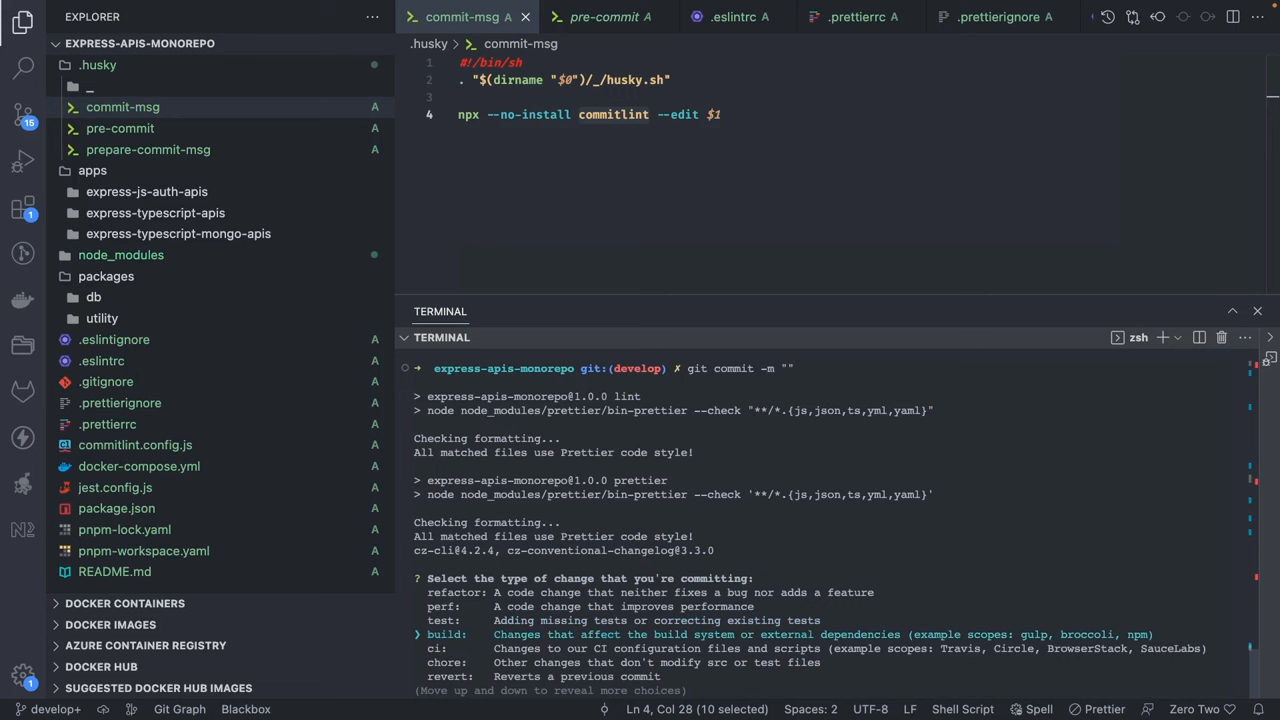 EXPLORER
EXPRESS-APIS-MONOREPO
.husky
_
commit-msg A
pre-commit A
prepare-commit-msg A
apps
express-js-auth-apis
express-typescript-apis
express-typescript-mongo-apis
node_modules
packages
db
utility
.eslintignore A
.eslintrc A
.gitignore A
.prettierignore A
.prettierrc A
commitlint.config.js A
docker-compose.yml A
jest.config.js A
package.json A
pnpm-lock.yaml A
pnpm-workspace.yaml A
README.md A
DOCKER CONTAINERS
DOCKER IMAGES
AZURE CONTAINER REGISTRY
DOCKER HUB
SUGGESTED DOCKER HUB IMAGES
15
1
1
commit-msg A
pre-commit A
.eslintrc A
.prettierrc A
.prettierignore A
.husky > commit-msg
1 #!/bin/sh
2 . "$(dirname "$0")/_/husky.sh"
3
4 npx --no-install commitlint --edit $1
TERMINAL
TERMINAL
zsh
→ express-apis-monorepo git:(develop) ✗ git commit -m ""
> express-apis-monorepo@1.0.0 lint
> node node_modules/prettier/bin-prettier --check "**/*.{js,json,ts,yml,yaml}"
Checking formatting...
All matched files use Prettier code style!
> express-apis-monorepo@1.0.0 prettier
> node node_modules/prettier/bin-prettier --check '**/*.{js,json,ts,yml,yaml}'
Checking formatting...
All matched files use Prettier code style!
cz-cli@4.2.4, cz-conventional-changelog@3.3.0
? Select the type of change that you're committing:
refactor: A code change that neither fixes a bug nor adds a feature
perf: A code change that improves performance
test: Adding missing tests or correcting existing tests
❯ build: Changes that affect the build system or external dependencies (example scopes: gulp, broccoli, npm)
ci: Changes to our CI configuration files and scripts (example scopes: Travis, Circle, BrowserStack, SauceLabs)
chore: Other changes that don't modify src or test files
revert: Reverts a previous commit
(Move up and down to reveal more choices)
develop+
Git Graph
Blackbox
Ln 4, Col 28 (10 selected)
Spaces: 2
UTF-8
LF
Shell Script
Spell
Prettier
Zero Two